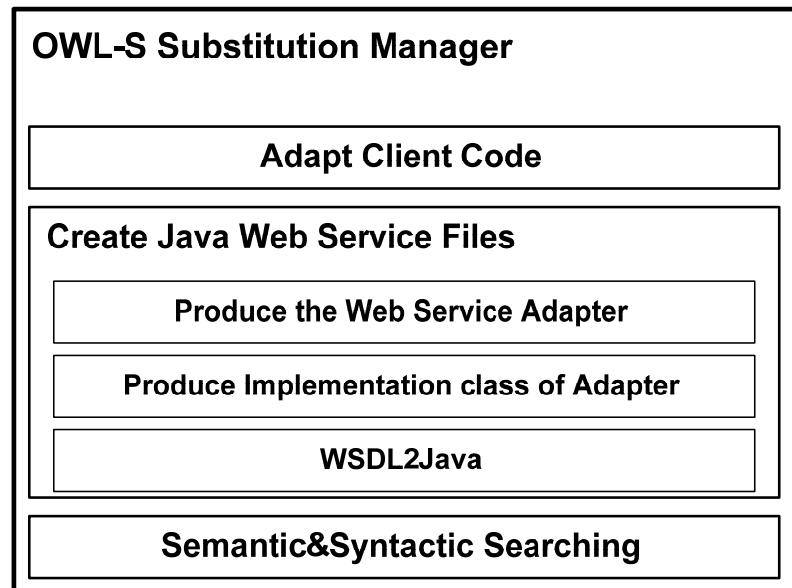 OWL-S Substitution Manager
Adapt Client Code
Create Java Web Service Files
Produce the Web Service Adapter
Produce Implementation class of Adapter
WSDL2Java
Semantic&Syntactic Searching